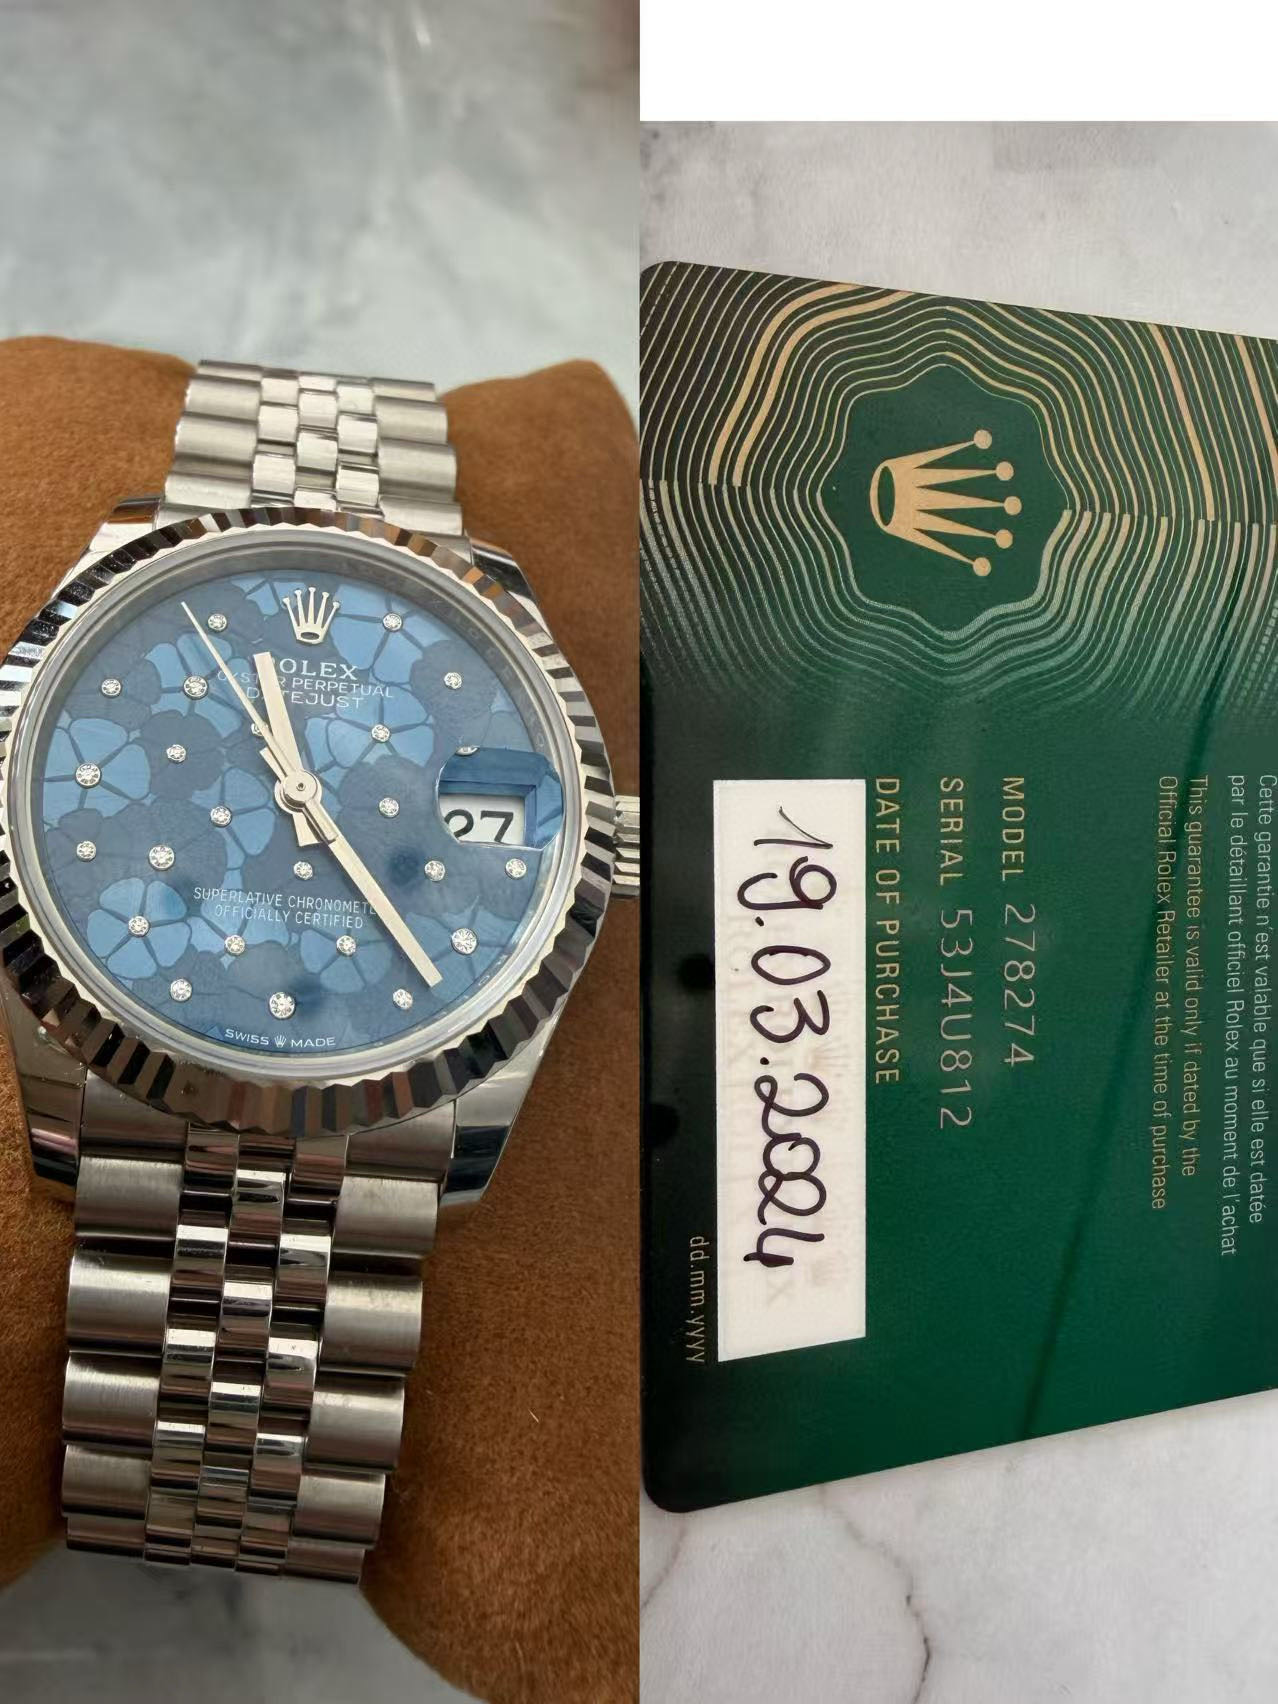 ROLEX
OYSTER PERPETUAL
DATEJUST
27
SUPERLATIVE CHRONOMETE
OFFICIALLY CERTIFIED
SWISS MADE
Cette garantie n'est valable que si elle est datée
par le détaillant officiel Rolex au moment de l'achat
This guarantee is valid only if dated by the
Official Rolex Retailer at the time of purchase
MODEL 278274
SERIAL 53J4U812
DATE OF PURCHASE
19.03.2024
dd.mm.yyyy